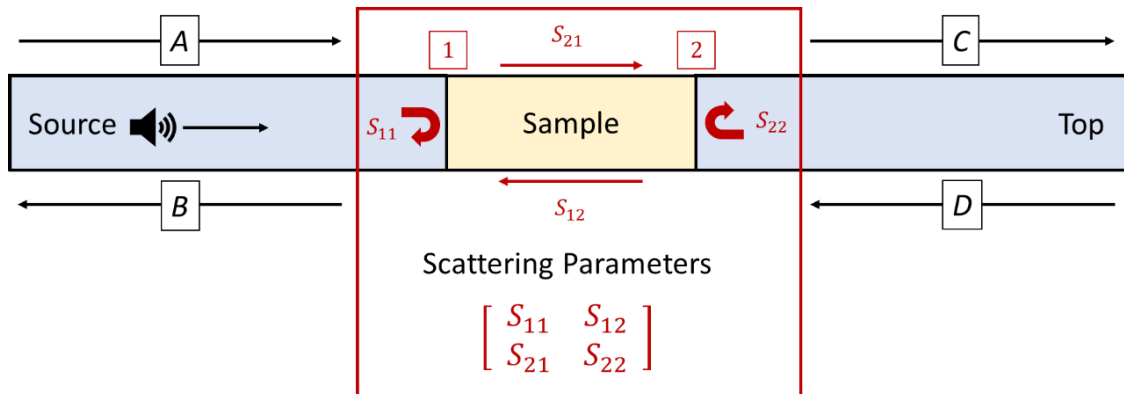 A
1
S₂₁
2
C
Source
S₁₁
Sample
S₂₂
Top
B
S₁₂
D
Scattering Parameters
[ S₁₁ S₁₂
S₂₁ S₂₂ ]